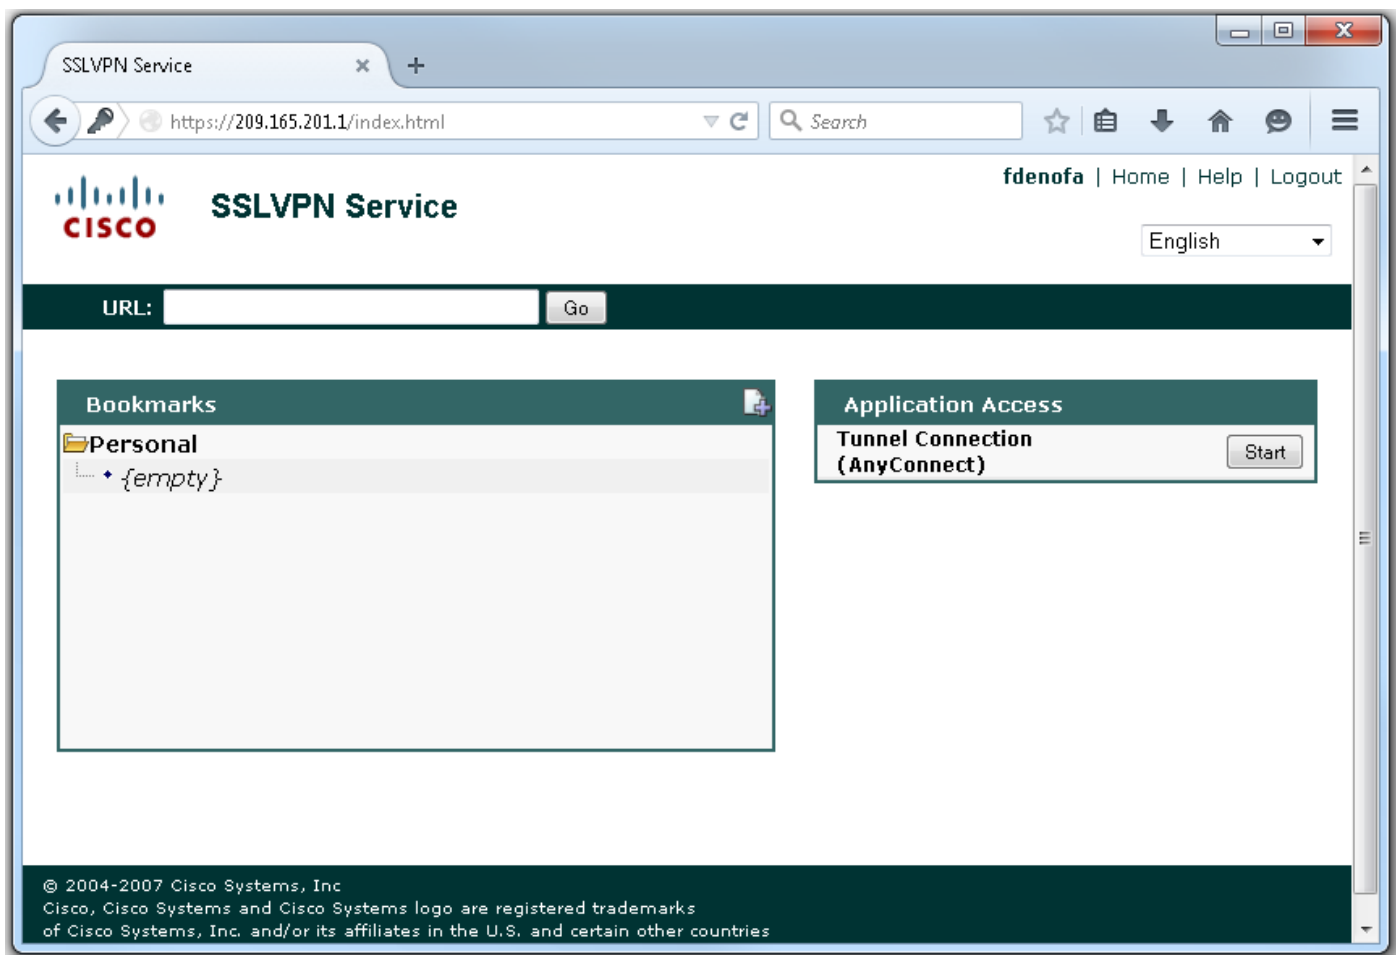 SSLVPN Service
https://209.165.201.1/index.html
Search
fdenofa | Home | Help | Logout
CISCO
SSLVPN Service
English
URL:
Go
Bookmarks
Personal
{empty}
Application Access
Tunnel Connection
(AnyConnect)
Start
© 2004-2007 Cisco Systems, Inc
Cisco, Cisco Systems and Cisco Systems logo are registered trademarks
of Cisco Systems, Inc. and/or its affiliates in the U.S. and certain other countries